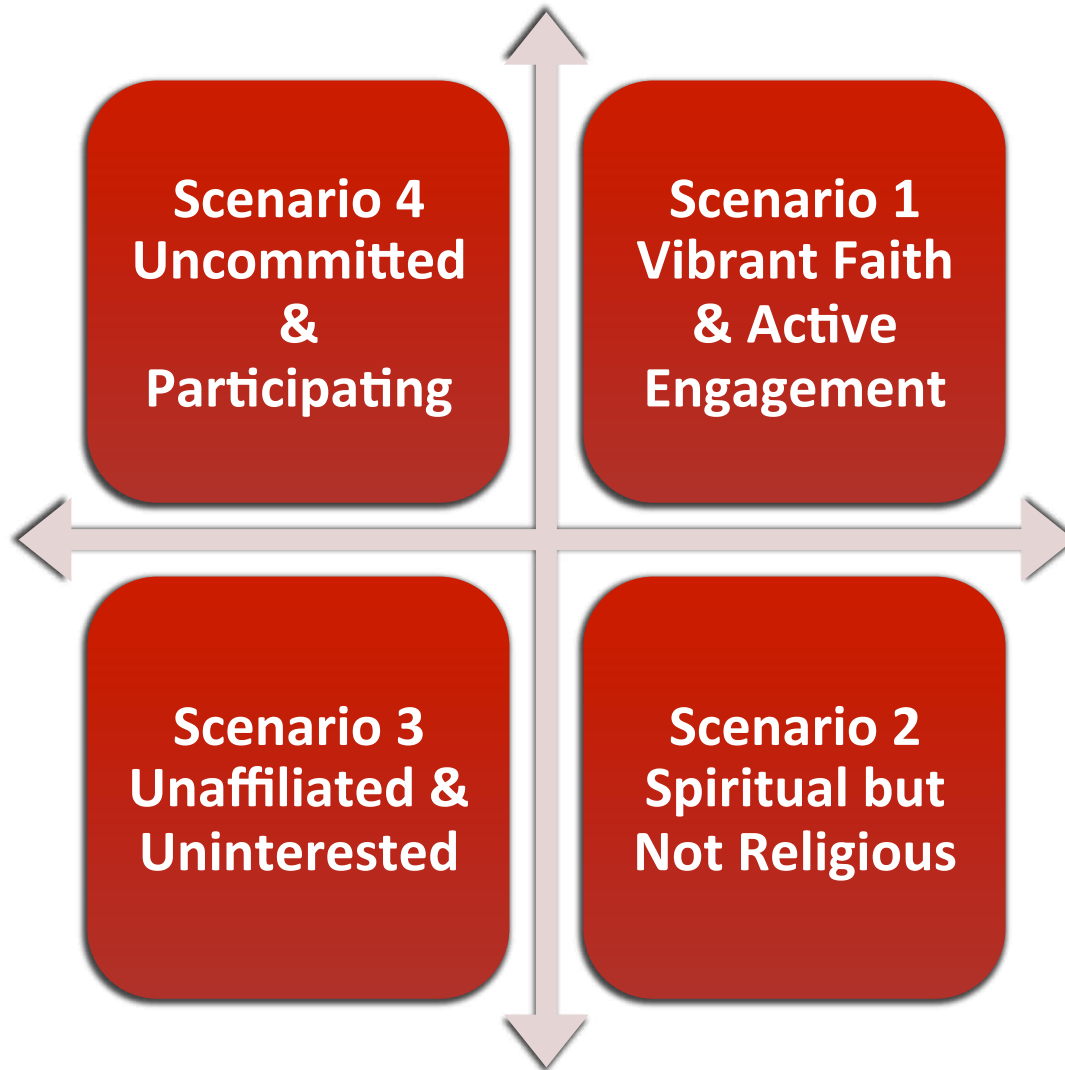 Scenario 4
Uncommitted
&
Participating
Scenario 1
Vibrant Faith
& Active
Engagement
Scenario 3
Unaffiliated &
Uninterested
Scenario 2
Spiritual but
Not Religious